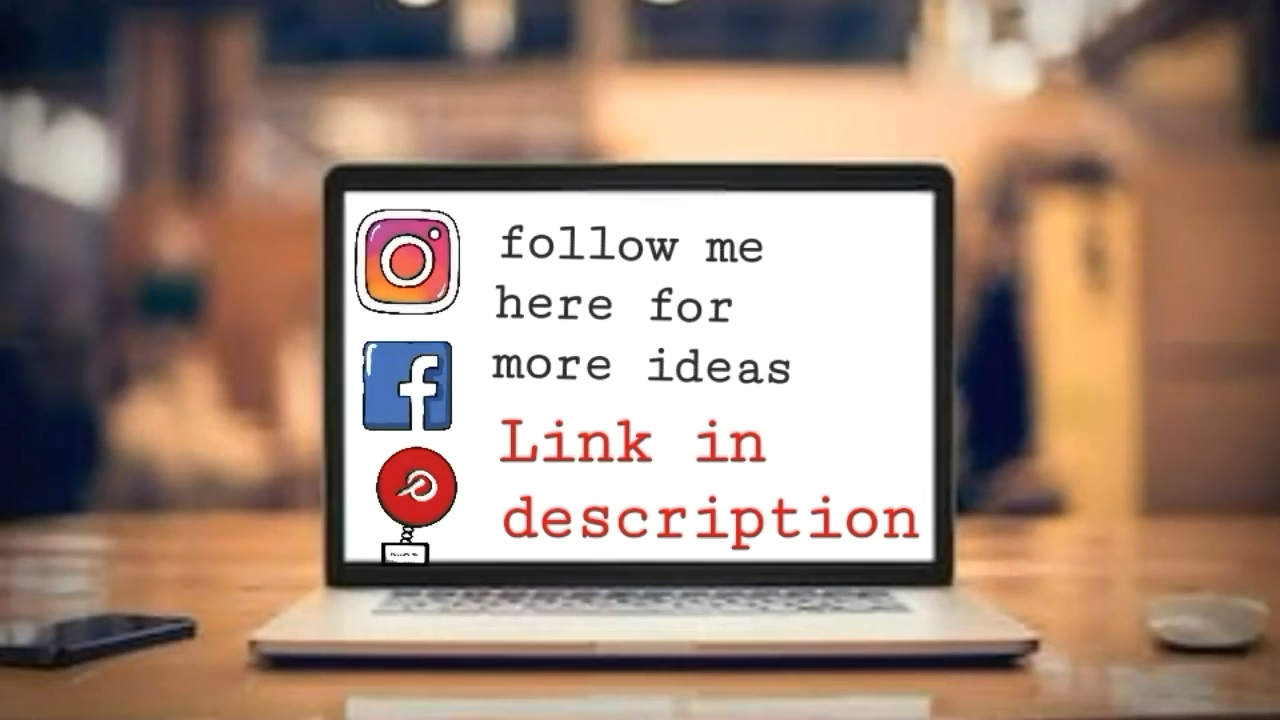 follow me
here for
more ideas
Link in
description